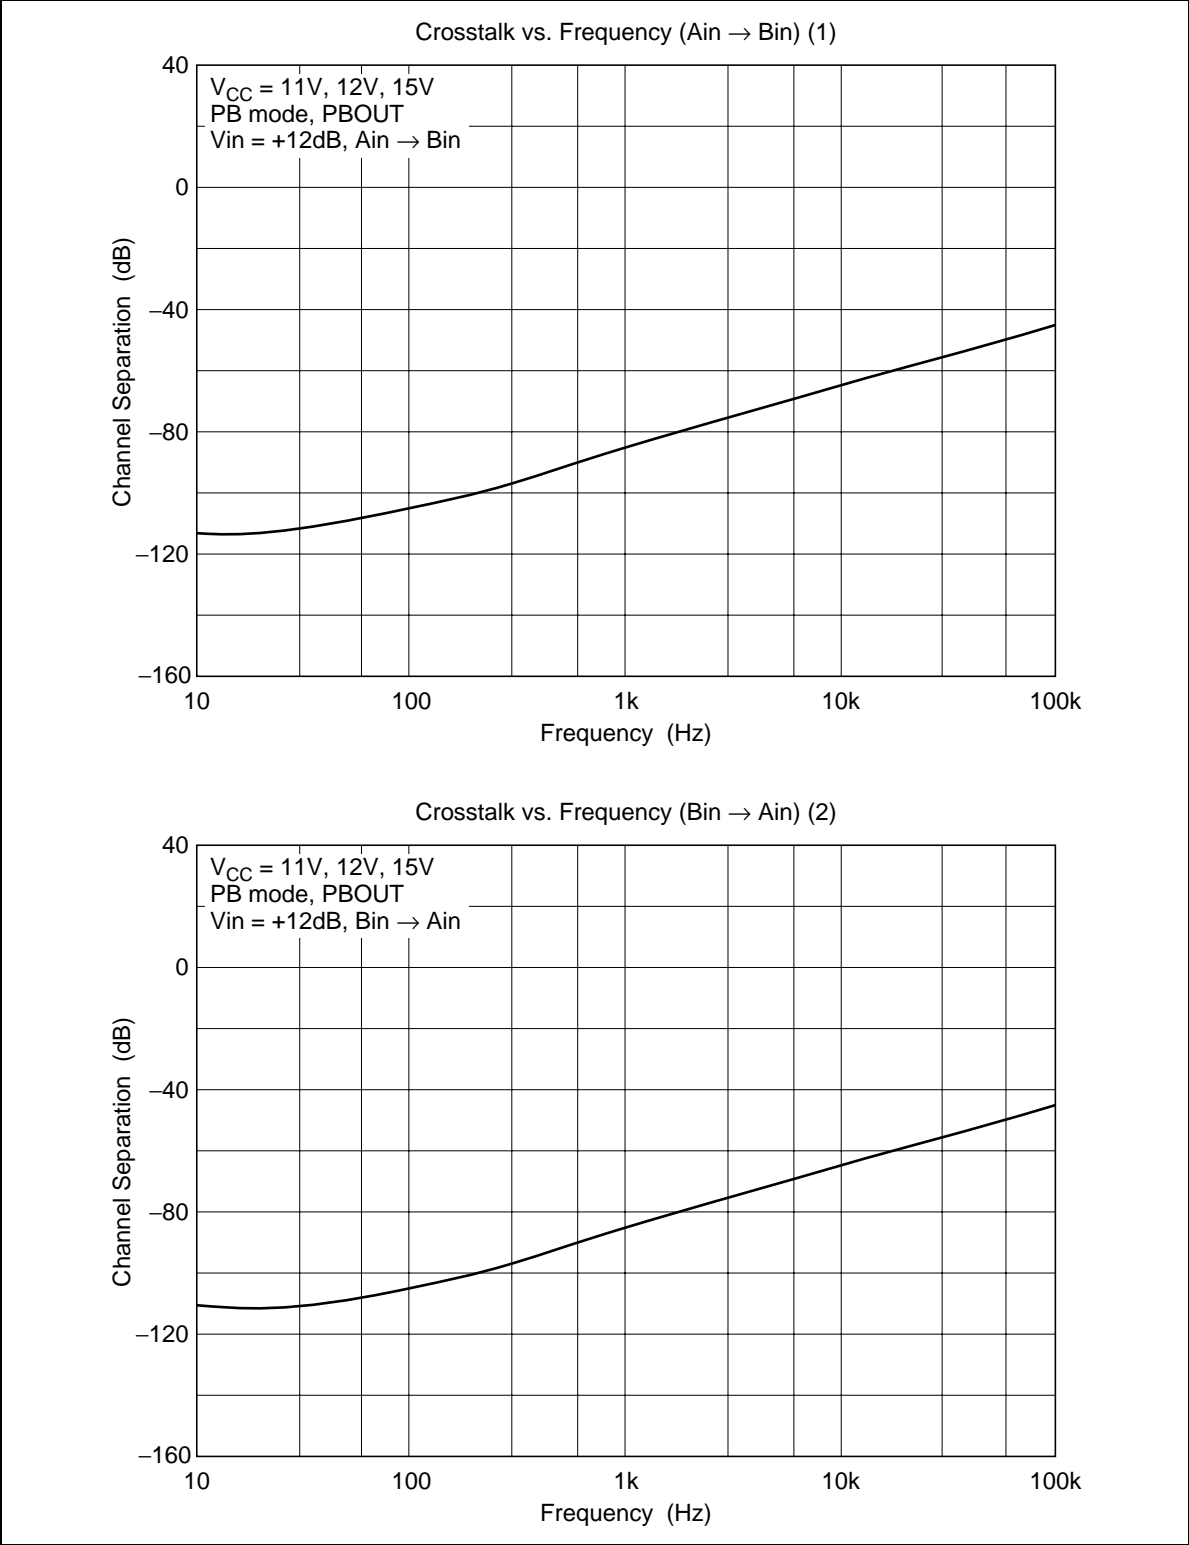 Crosstalk vs. Frequency (Ain → Bin) (1)
40
VCC = 11V, 12V, 15V
PB mode, PBOUT
Vin = +12dB, Ain → Bin
0
–40
–80
–120
–160
Channel Separation (dB)
10 100 1k 10k 100k
Frequency (Hz)
Crosstalk vs. Frequency (Bin → Ain) (2)
40
VCC = 11V, 12V, 15V
PB mode, PBOUT
Vin = +12dB, Bin → Ain
0
–40
–80
–120
–160
Channel Separation (dB)
10 100 1k 10k 100k
Frequency (Hz)